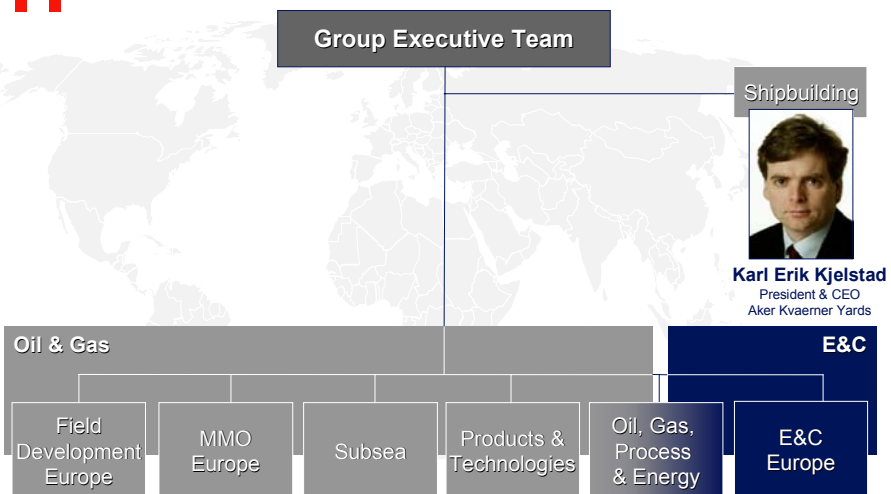 Group Executive Team
Shipbuilding
Karl Erik Kjelstad
President & CEO
Aker Kvaerner Yards
Oil & Gas
E&C
Field
Development
Europe
MMO
Europe
Subsea
Products &
Technologies
Oil, Gas,
Process
& Energy
E&C
Europe